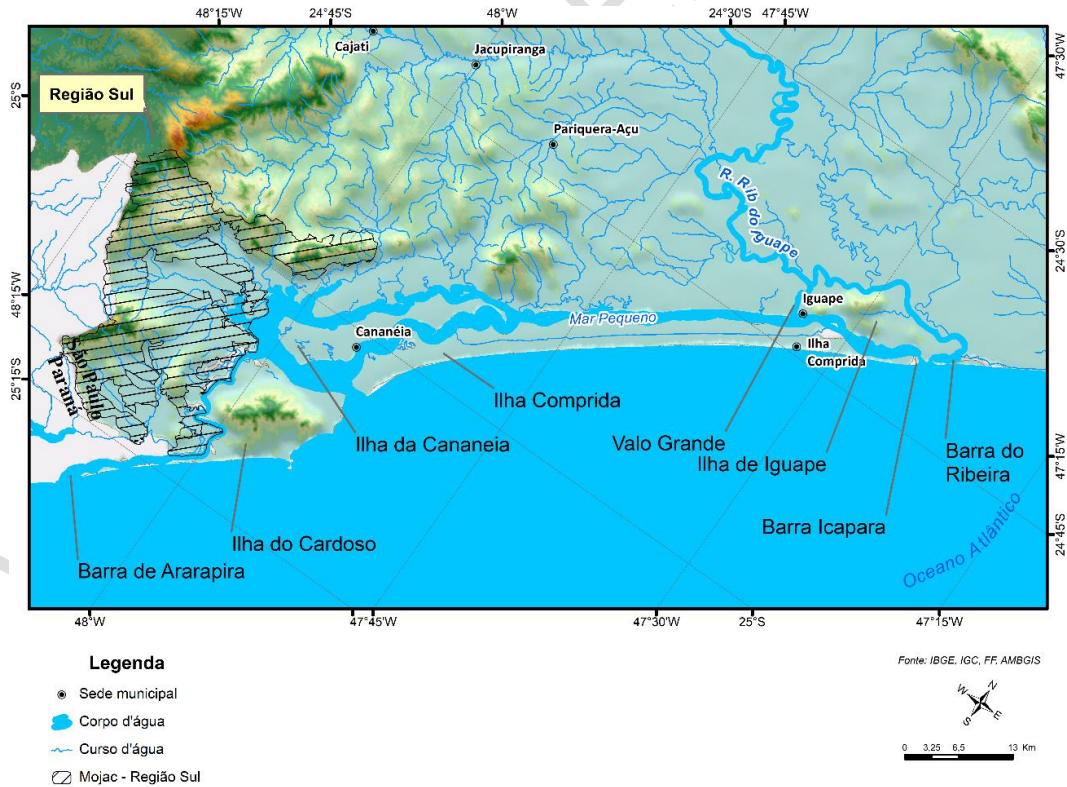 48°15'W
24°45'S
48°W
24°30'S
47°45'W
25°S
48°15'W
25°15'S
47°30'W
24°30'S
47°15'W
24°45'S
Região Sul
Cajati
Jacupiranga
Pariquera-Açu
R. Rib do Iguape
Iguape
Mar Pequeno
Cananéia
Ilha
Comprida
São Paulo
Paraná
Ilha Comprida
Ilha da Cananeia
Valo Grande
Ilha de Iguape
Barra do
Ribeira
Barra Icapara
Ilha do Cardoso
Barra de Ararapira
Oceano Atlântico
48°W
47°45'W
47°30'W
25°S
47°15'W
Legenda
Sede municipal
Corpo d'água
Curso d'água
Mojac - Região Sul
Fonte: IBGE, IGC, FF, AMBGIS
N
W
E
S
0 3,25 6,5 13 Km